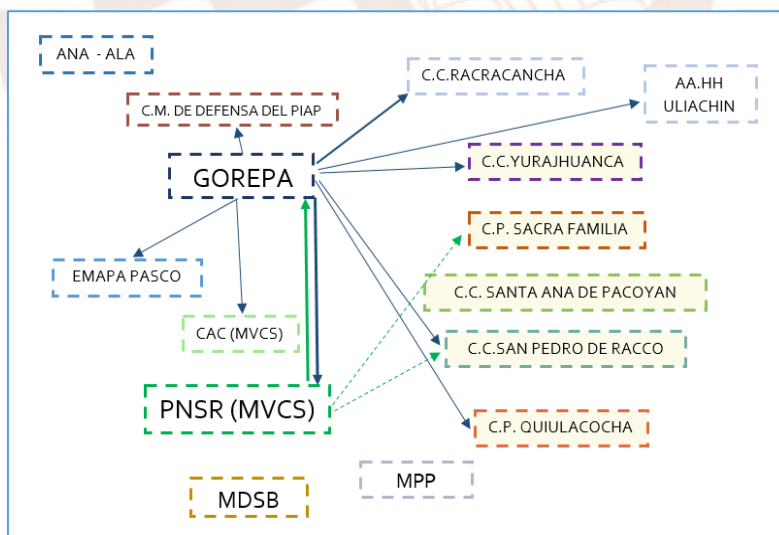 ANA - ALA
C.C.RACRACANCHA
AA.HH
ULIACHIN
C.M. DE DEFENSA DEL PIAP
C.C.YURAJHUANCA
GOREPA
C.P. SACRA FAMILIA
EMAPA PASCO
C.C. SANTA ANA DE PACOYAN
CAC (MVCS)
C.C.SAN PEDRO DE RACCO
PNSR (MVCS)
C.P. QUIULACOCHA
MPP
MDSB